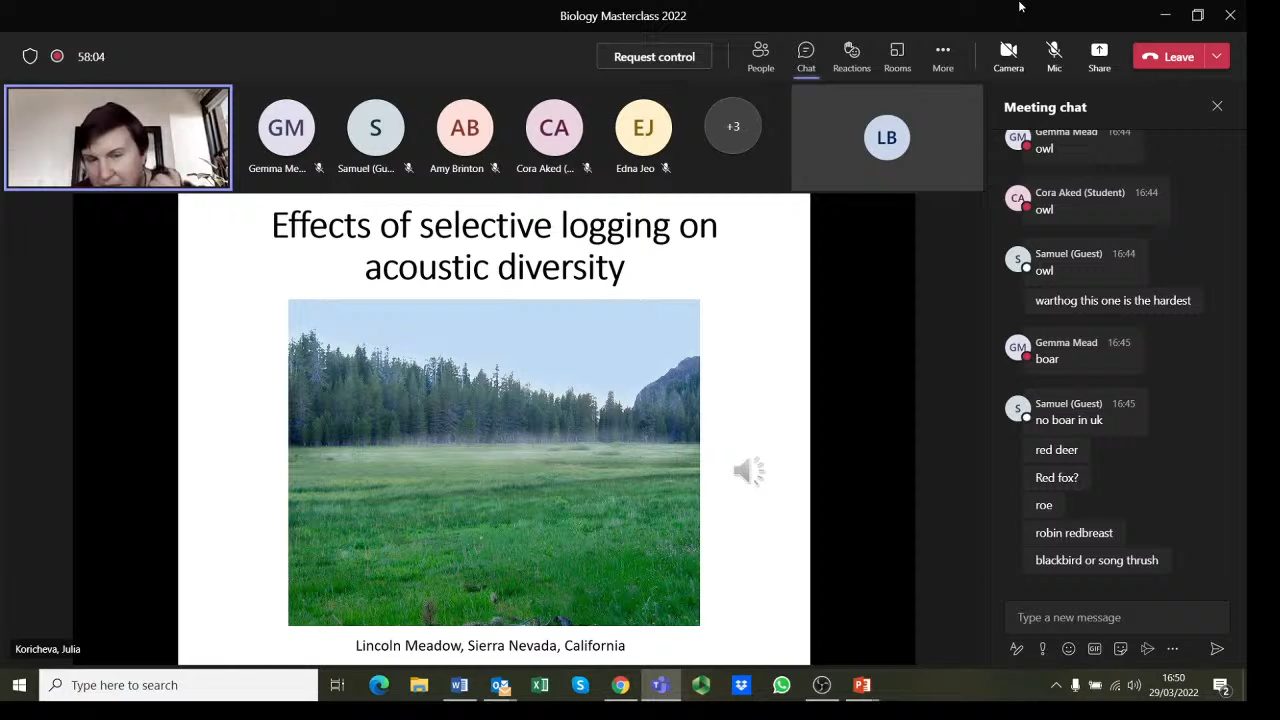 Biology Masterclass 2022
58:04
Request control
People
Chat
Reactions
Rooms
More
Camera
Mic
Share
Leave
GM
S
AB
CA
EJ
+3
LB
Gemma Me...
Samuel (Gu...
Amy Brinton
Cora Aked (...
Edna Jeo
Effects of selective logging on
acoustic diversity
Lincoln Meadow, Sierra Nevada, California
Koricheva, Julia
Meeting chat
GM
Gemma Mead 16:44
owl
CA
Cora Aked (Student) 16:44
owl
S
Samuel (Guest) 16:44
owl
warthog this one is the hardest
GM
Gemma Mead 16:45
boar
S
Samuel (Guest) 16:45
no boar in uk
red deer
Red fox?
roe
robin redbreast
blackbird or song thrush
Type a new message
GIF
Type here to search
16:50
29/03/2022
2